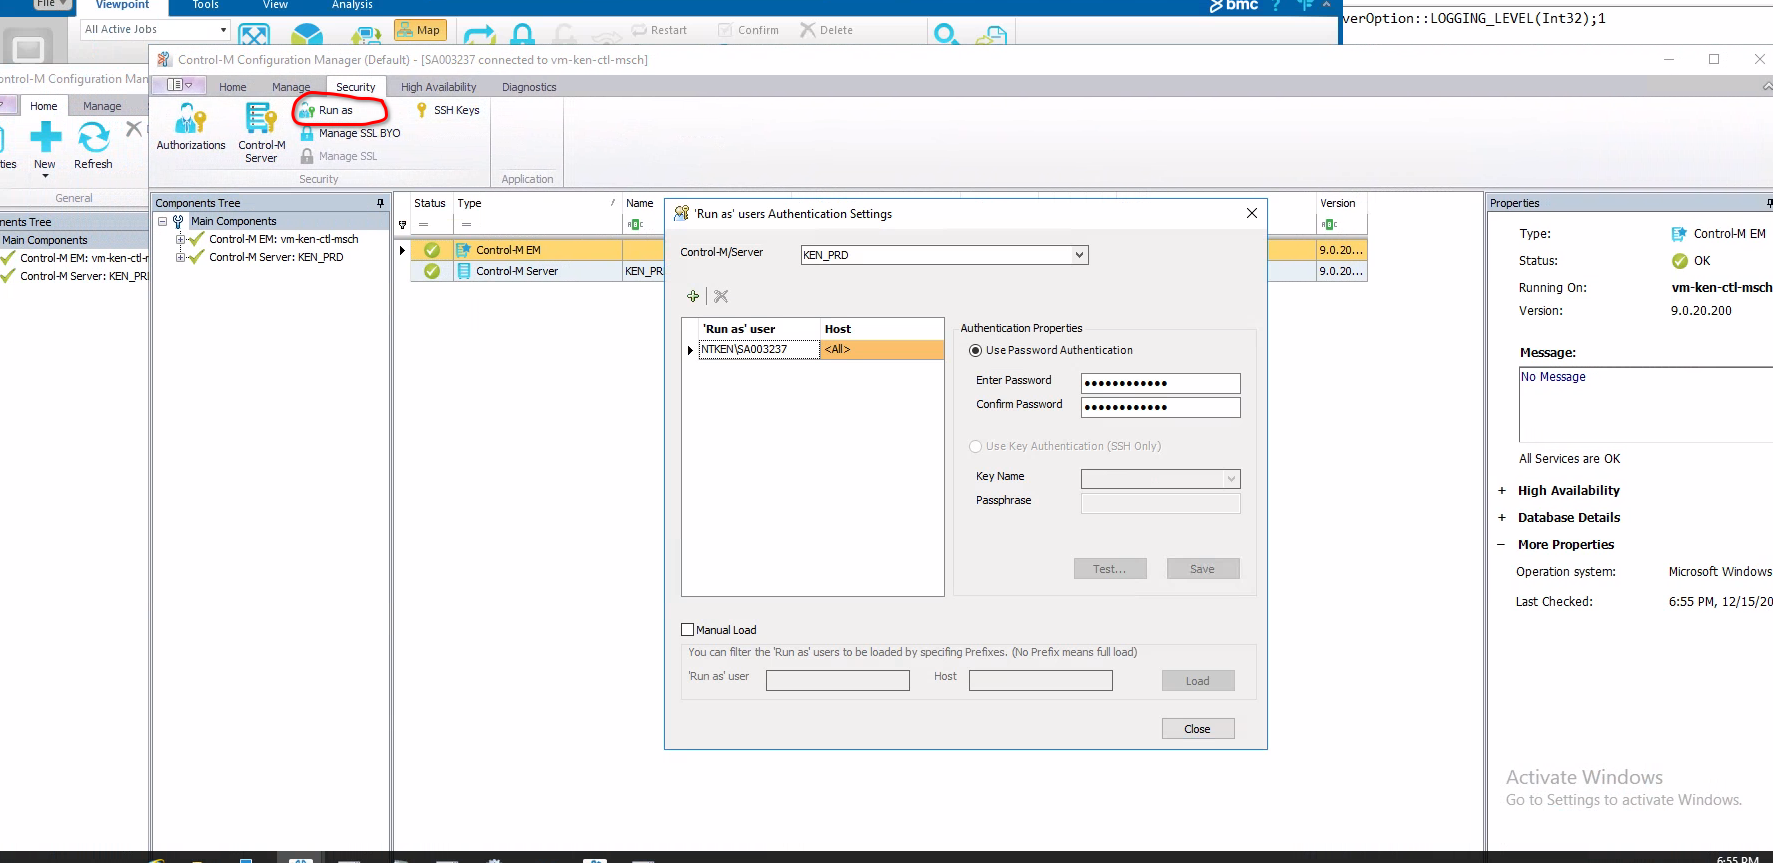 File
Viewpoint
Tools
View
Analysis
bmc
?
verOption::LOGGING_LEVEL(Int32);1
All Active Jobs
Map
Restart
Confirm
Delete
Control-M Configuration Manager (Default) - [SA003237 connected to vm-ken-ctl-msch]
ontrol-M Configuration Man
Home
Manage
Security
High Availability
Diagnostics
Home
Manage
Authorizations
Control-M
Server
Run as
Manage SSL BYO
Manage SSL
SSH Keys
Security
Application
ties
New
Refresh
General
nents Tree
Main Components
Control-M EM: vm-ken-ctl-r
Control-M Server: KEN_PR
Components Tree
Main Components
Control-M EM: vm-ken-ctl-msch
Control-M Server: KEN_PRD
Status
Type
Name
Version
Control-M EM
9.0.20...
Control-M Server
KEN_PR
9.0.20...
'Run as' users Authentication Settings
Control-M/Server
KEN_PRD
'Run as' user
Host
NTKEN\SA003237
<All>
Authentication Properties
Use Password Authentication
Enter Password
Confirm Password
Use Key Authentication (SSH Only)
Key Name
Passphrase
Test...
Save
Manual Load
You can filter the 'Run as' users to be loaded by specifing Prefixes. (No Prefix means full load)
'Run as' user
Host
Load
Close
Properties
Type:
Control-M EM
Status:
OK
Running On:
vm-ken-ctl-msch
Version:
9.0.20.200
Message:
No Message
All Services are OK
High Availability
Database Details
More Properties
Operation system:
Microsoft Windows
Last Checked:
6:55 PM, 12/15/20
Activate Windows
Go to Settings to activate Windows.
6:55 PM